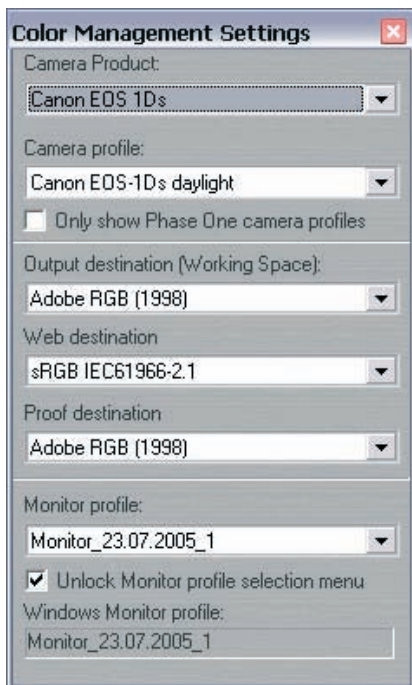 Color Management Settings
Camera Product:
Canon EOS 1Ds
Camera profile:
Canon EOS-1Ds daylight
Only show Phase One camera profiles
Output destination (Working Space):
Adobe RGB (1998)
Web destination
sRGB IEC61966-2.1
Proof destination
Adobe RGB (1998)
Monitor profile:
Monitor_23.07.2005_1
Unlock Monitor profile selection menu
Windows Monitor profile:
Monitor_23.07.2005_1